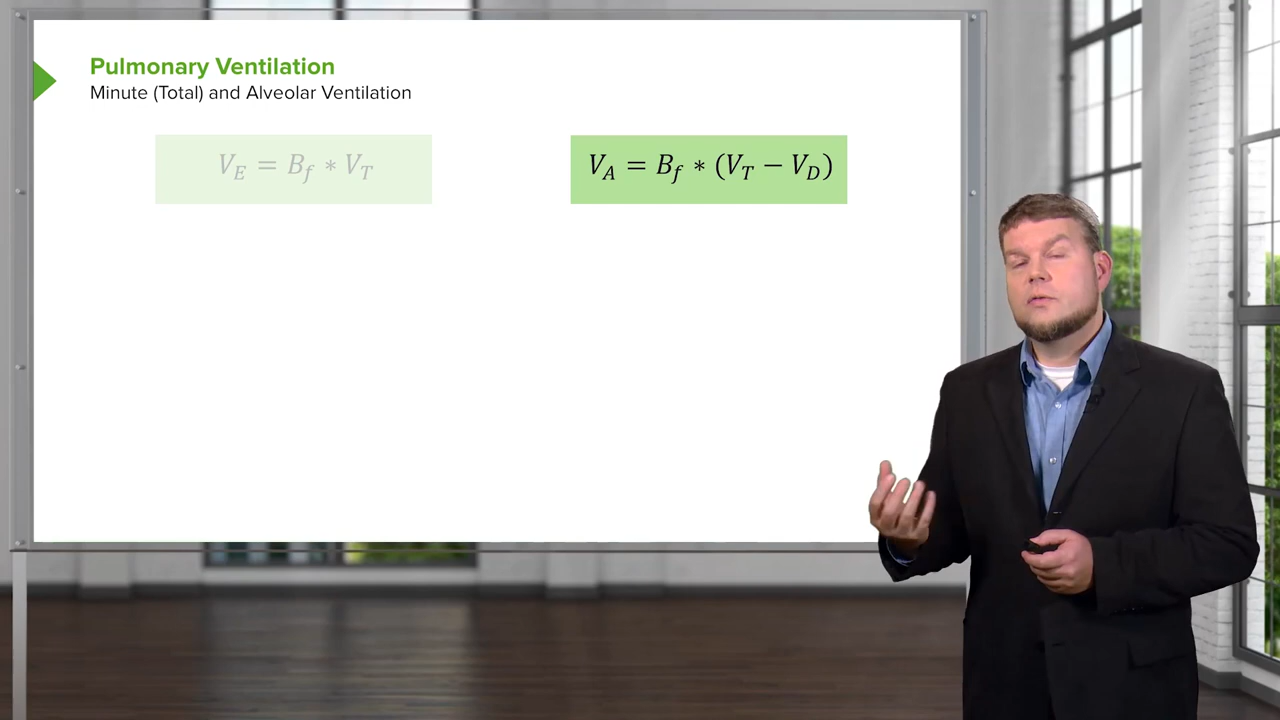 Pulmonary Ventilation
Minute (Total) and Alveolar Ventilation
V_E = B_f * V_T
V_A = B_f * (V_T − V_D)